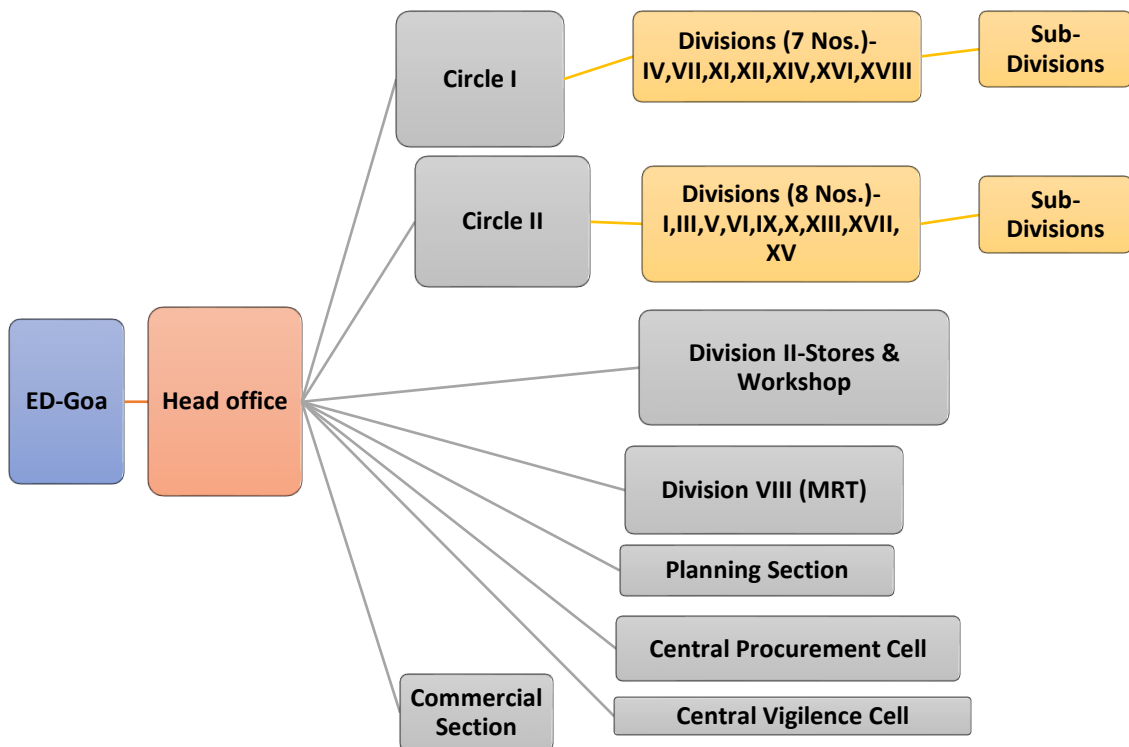 Circle I
Divisions (7 Nos.)-
IV,VII,XI,XII,XIV,XVI,XVIII
Sub-
Divisions
Circle II
Divisions (8 Nos.)-
I,III,V,VI,IX,X,XIII,XVII,
XV
Sub-
Divisions
ED-Goa
Head office
Division II-Stores &
Workshop
Division VIII (MRT)
Planning Section
Central Procurement Cell
Commercial
Section
Central Vigilence Cell